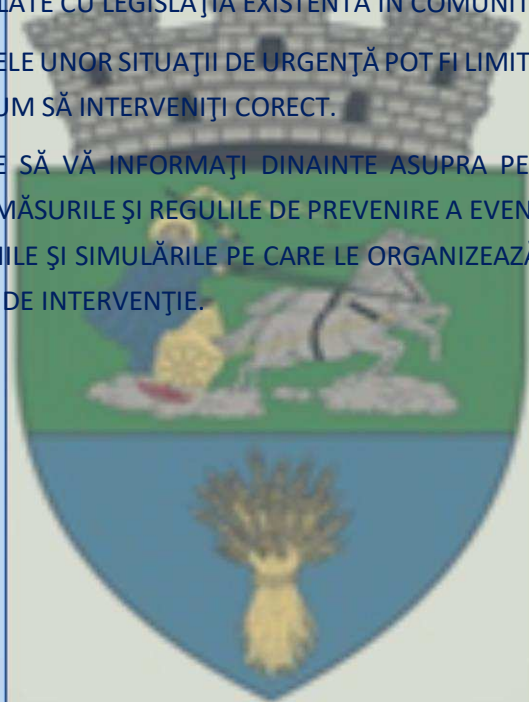 LATE CU LEGISLAŢIA EXISTENTĂ ÎN COMUNIT
ELE UNOR SITUAŢII DE URGENŢĂ POT FI LIMIT
UM SĂ INTERVENIŢI CORECT.
E SĂ VĂ INFORMAŢI DINAINTE ASUPRA PE
MĂSURILE ŞI REGULILE DE PREVENIRE A EVEN
IILE ŞI SIMULĂRILE PE CARE LE ORGANIZEAZĂ
DE INTERVENŢIE.